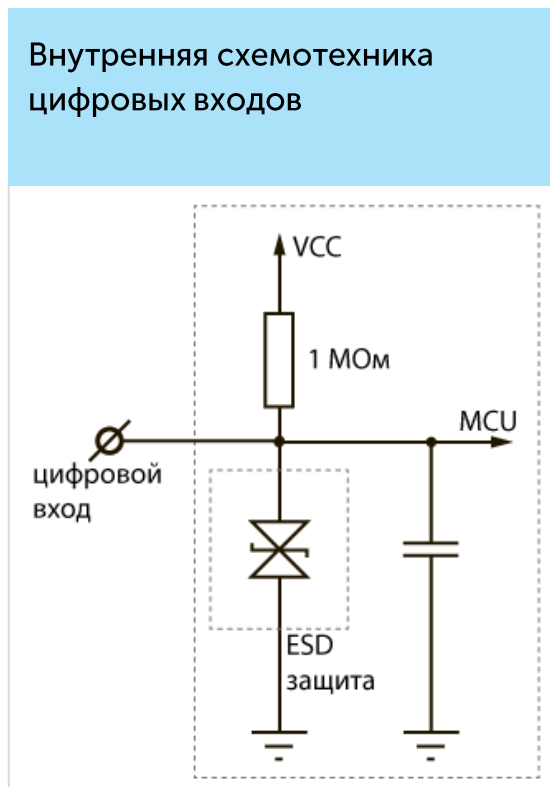 Внутренняя схемотехника
цифровых входов
VCC
1 МОм
MCU
цифровой
вход
ESD
защита